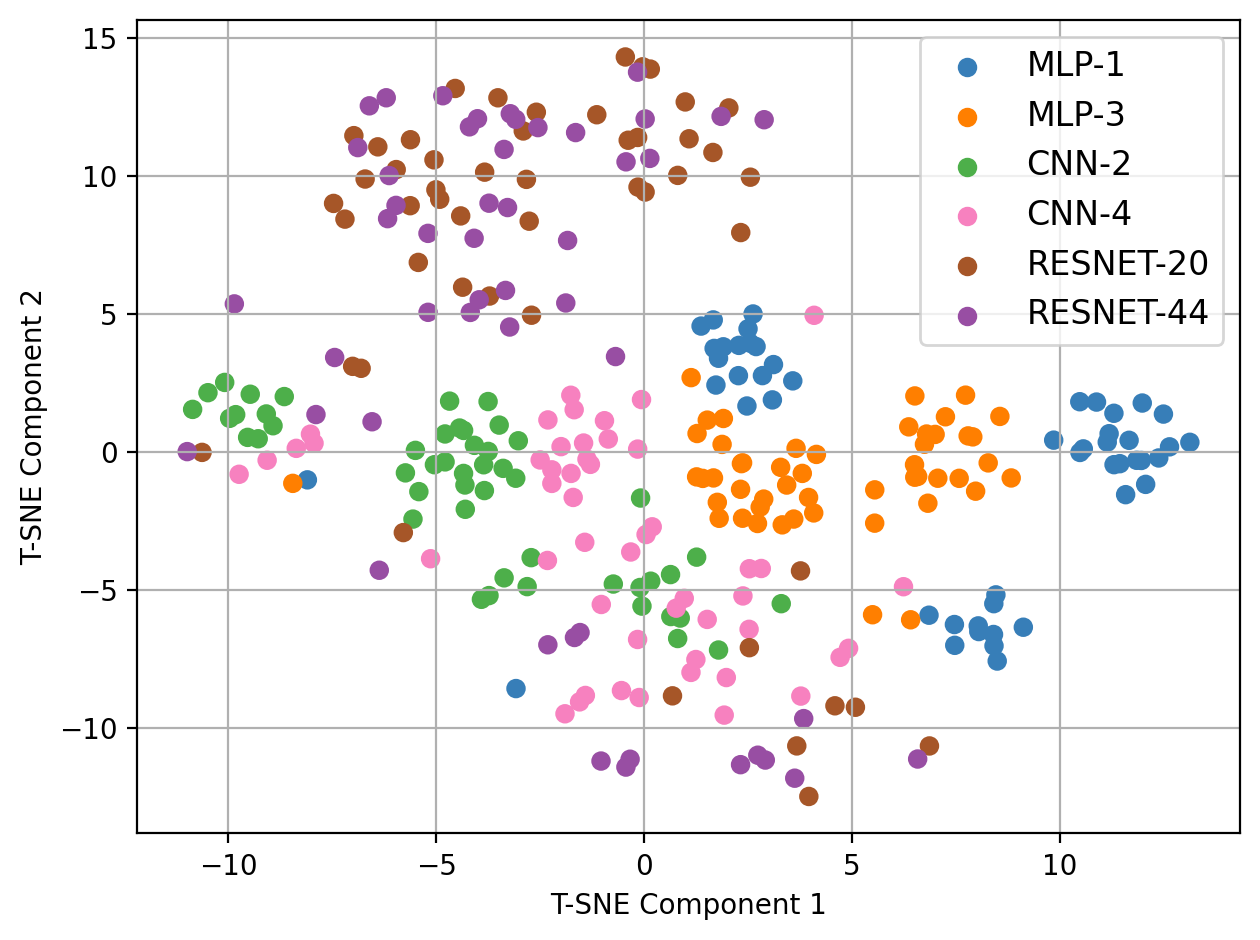 15
10
5
0
−5
−10
T-SNE Component 2
MLP-1
MLP-3
CNN-2
CNN-4
RESNET-20
RESNET-44
−10
−5
0
5
10
T-SNE Component 1